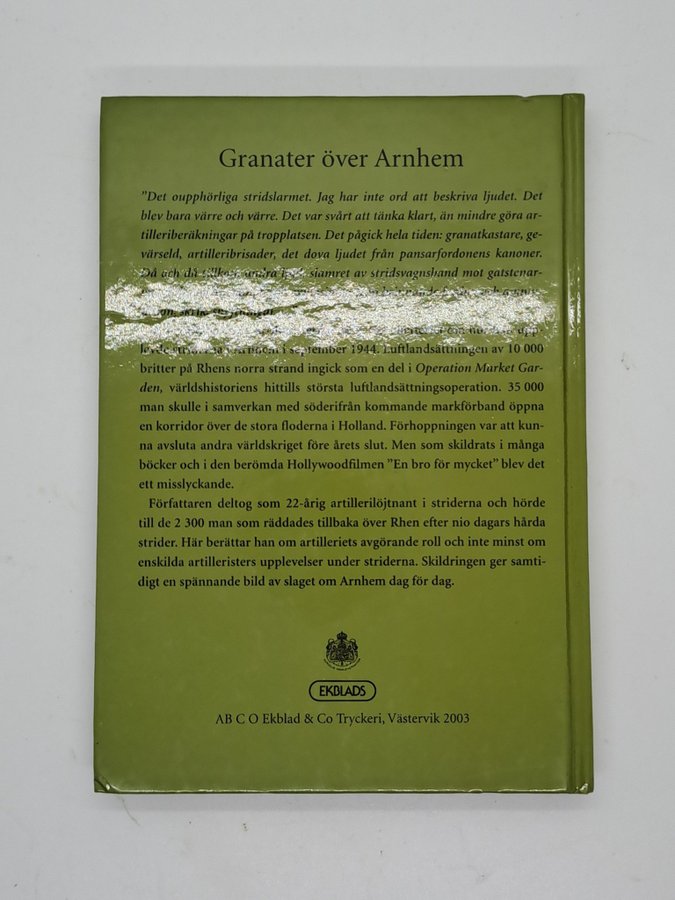 Granater över Arnhem
"Det oupphörliga stridslarmet. Jag har inte ord att beskriva ljudet. Det
blev bara värre och värre. Det var svårt att tänka klart, än mindre göra ar-
tilleriberäkningar på tropplatsen. Det pågick hela tiden: granatkastare, ge-
värseld, artilleribrisader, det dova ljudet från pansarfordonens kanoner.
Då och då slamret av stridsvagnsband mot gatstenar-
i september 1944. Luftlandsättningen av 10 000
britter på Rhens norra strand ingick som en del i Operation Market Gar-
den, världshistoriens hittills största luftlandsättningsoperation. 35 000
man skulle i samverkan med söderifrån kommande markförband öppna
en korridor över de stora floderna i Holland. Förhoppningen var att kun-
na avsluta andra världskriget före årets slut. Men som skildrats i många
böcker och i den berömda Hollywoodfilmen "En bro för mycket" blev det
ett misslyckande.
Författaren deltog som 22-årig artillerilöjtnant i striderna och hörde
till de 2 300 man som räddades tillbaka över Rhen efter nio dagars hårda
strider. Här berättar han om artilleriets avgörande roll och inte minst om
enskilda artilleristers upplevelser under striderna. Skildringen ger samti-
digt en spännande bild av slaget om Arnhem dag för dag.
EKBLADS
AB C O Ekblad & Co Tryckeri, Västervik 2003